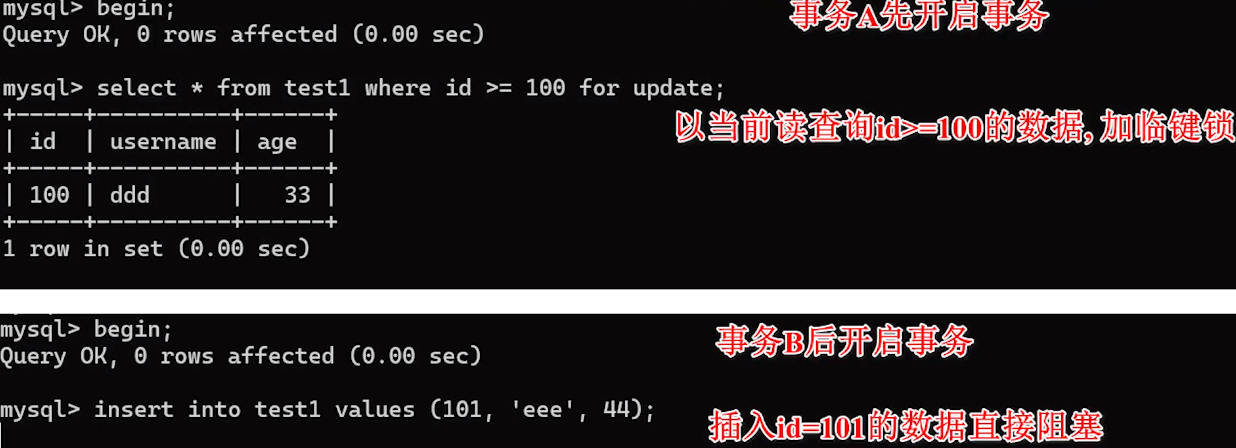 mysql> begin;
事务A先开启事务
Query OK, 0 rows affected (0.00 sec)
mysql> select * from test1 where id >= 100 for update;
以当前读查询id>=100的数据, 加临键锁
+-----+----------+------+
| id  | username | age  |
+-----+----------+------+
| 100 | ddd      |   33 |
+-----+----------+------+
1 row in set (0.00 sec)
mysql> begin;
事务B后开启事务
Query OK, 0 rows affected (0.00 sec)
mysql> insert into test1 values (101, 'eee', 44);
插入id=101的数据直接阻塞